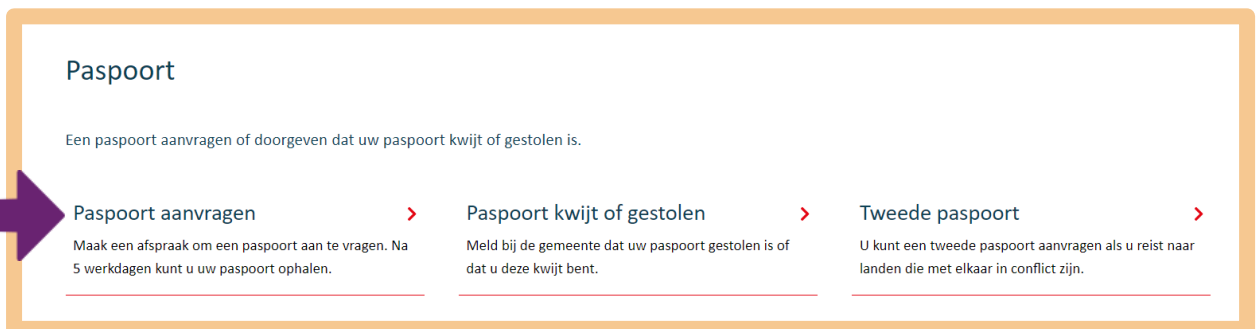 Paspoort
Een paspoort aanvragen of doorgeven dat uw paspoort kwijt of gestolen is.
Paspoort aanvragen
Maak een afspraak om een paspoort aan te vragen. Na
5 werkdagen kunt u uw paspoort ophalen.
Paspoort kwijt of gestolen
Meld bij de gemeente dat uw paspoort gestolen is of
dat u deze kwijt bent.
Tweede paspoort
U kunt een tweede paspoort aanvragen als u reist naar
landen die met elkaar in conflict zijn.